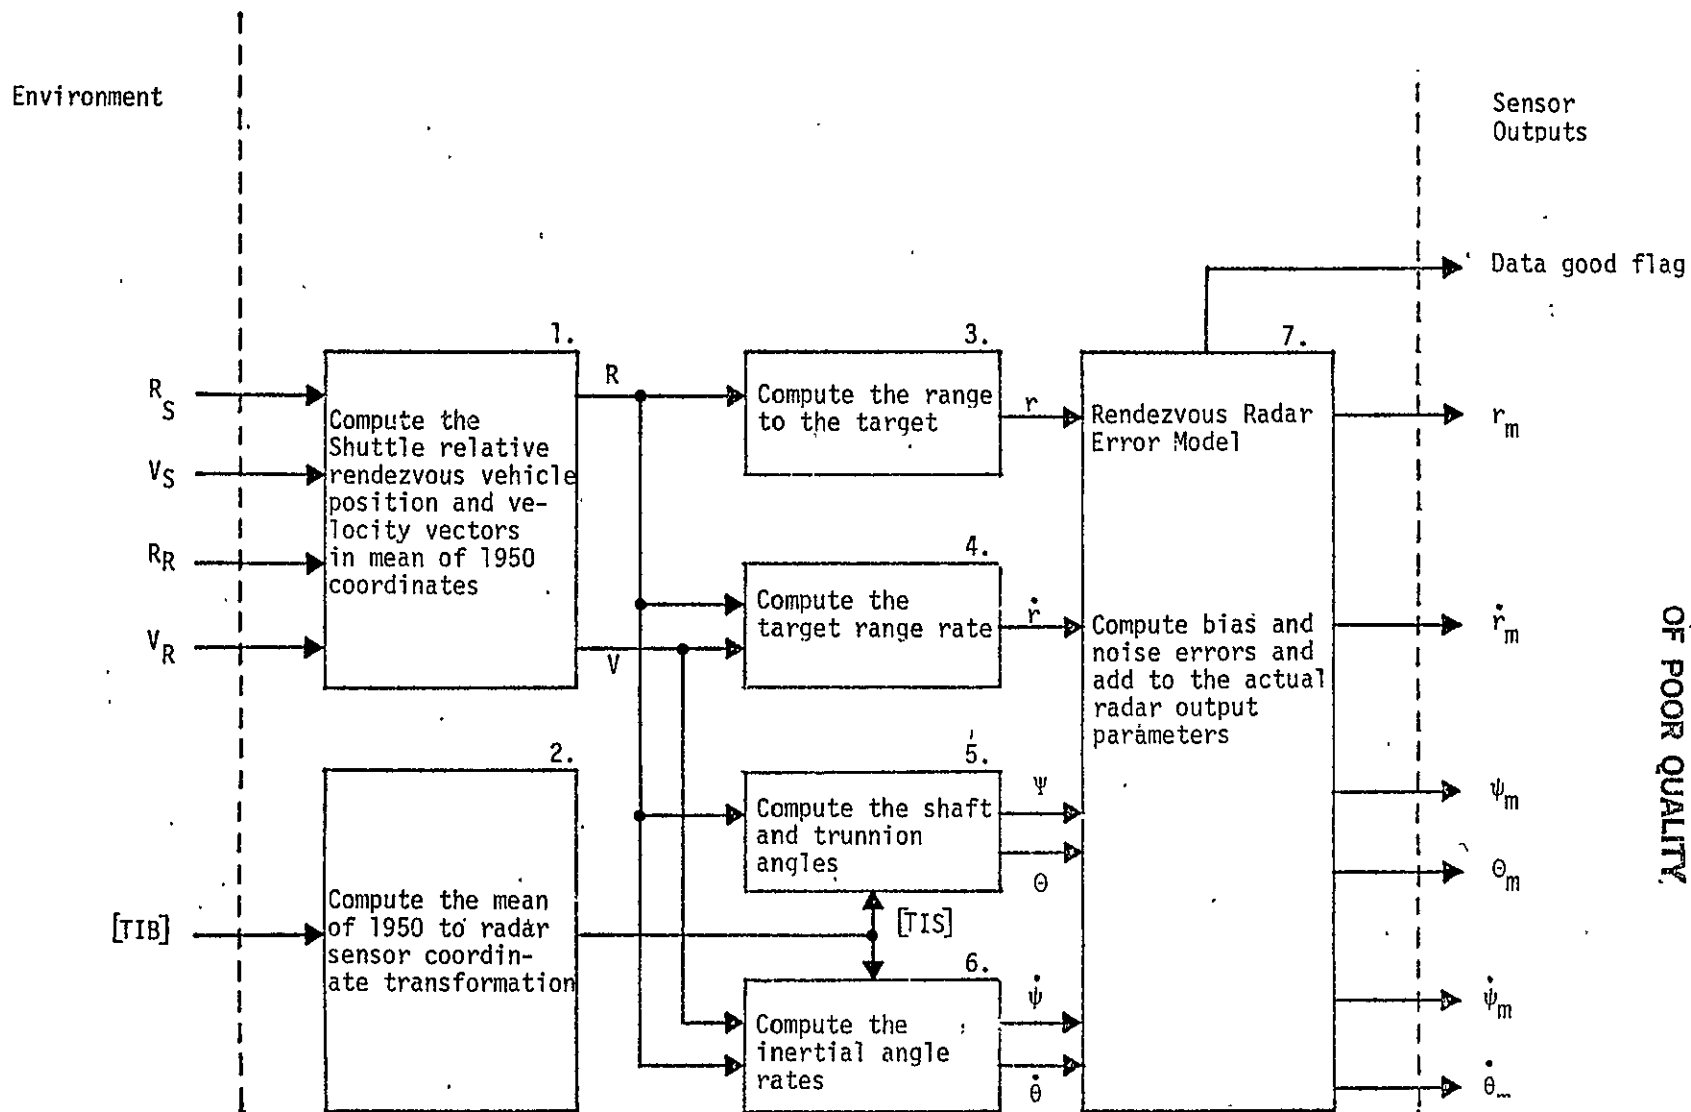 Environment
Sensor
Outputs
Data good flag
1.
R_S
V_S
R_R
V_R
Compute the
Shuttle relative
rendezvous vehicle
position and ve-
locity vectors
in mean of 1950
coordinates
R
V
2.
[TIB]
Compute the mean
of 1950 to radar
sensor coordin-
ate transformation
[TIS]
3.
Compute the range
to the target
r
4.
Compute the
target range rate
ṙ
5.
Compute the shaft
and trunnion
angles
Ψ
Θ
6.
Compute the
inertial angle
rates
ψ̇
θ̇
7.
Rendezvous Radar
Error Model
Compute bias and
noise errors and
add to the actual
radar output
parameters
r_m
ṙ_m
ψ_m
Θ_m
ψ̇_m
θ̇_m
OF POOR QUALITY